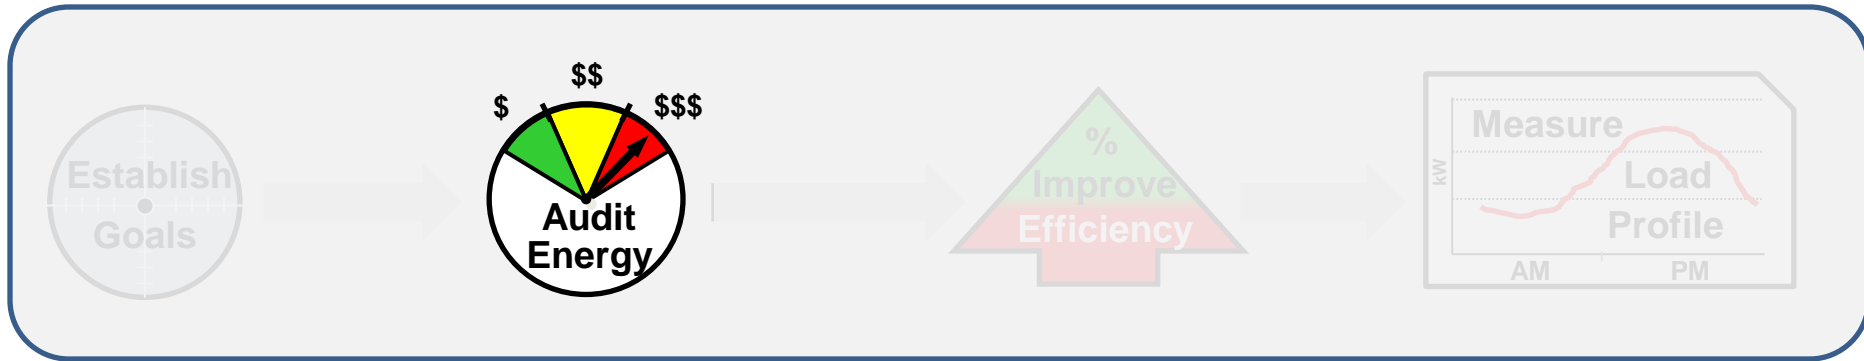 Establish
Goals
$
$$
$$$
Audit
Energy
%
Improve
Efficiency
Measure
Load
Profile
kW
AM
PM